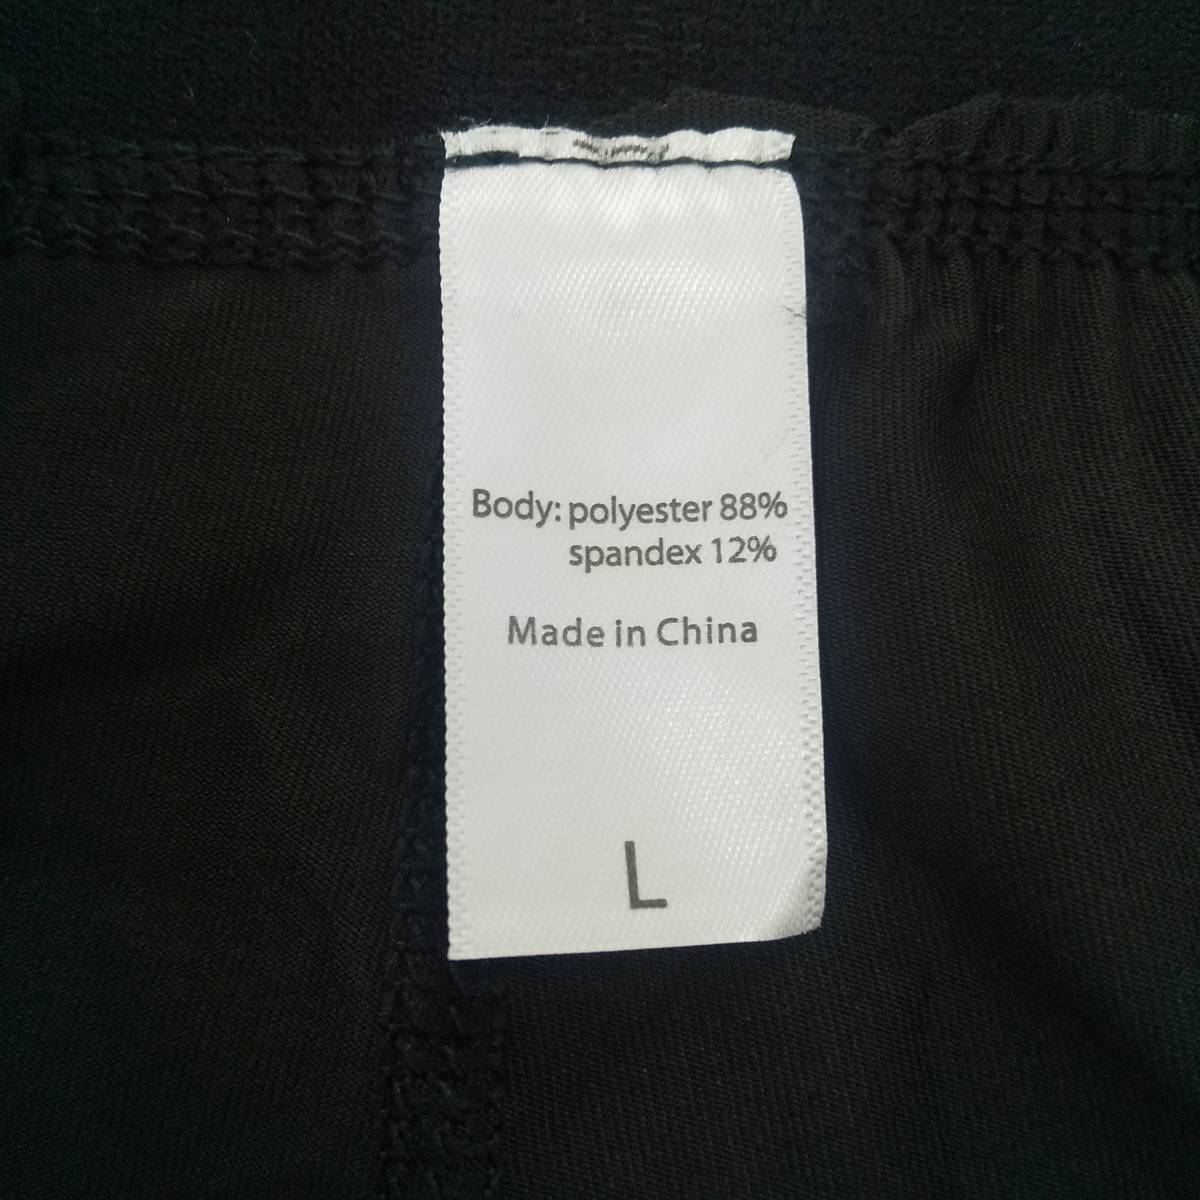 Body: polyester 88%
spandex 12%
Made in China
L